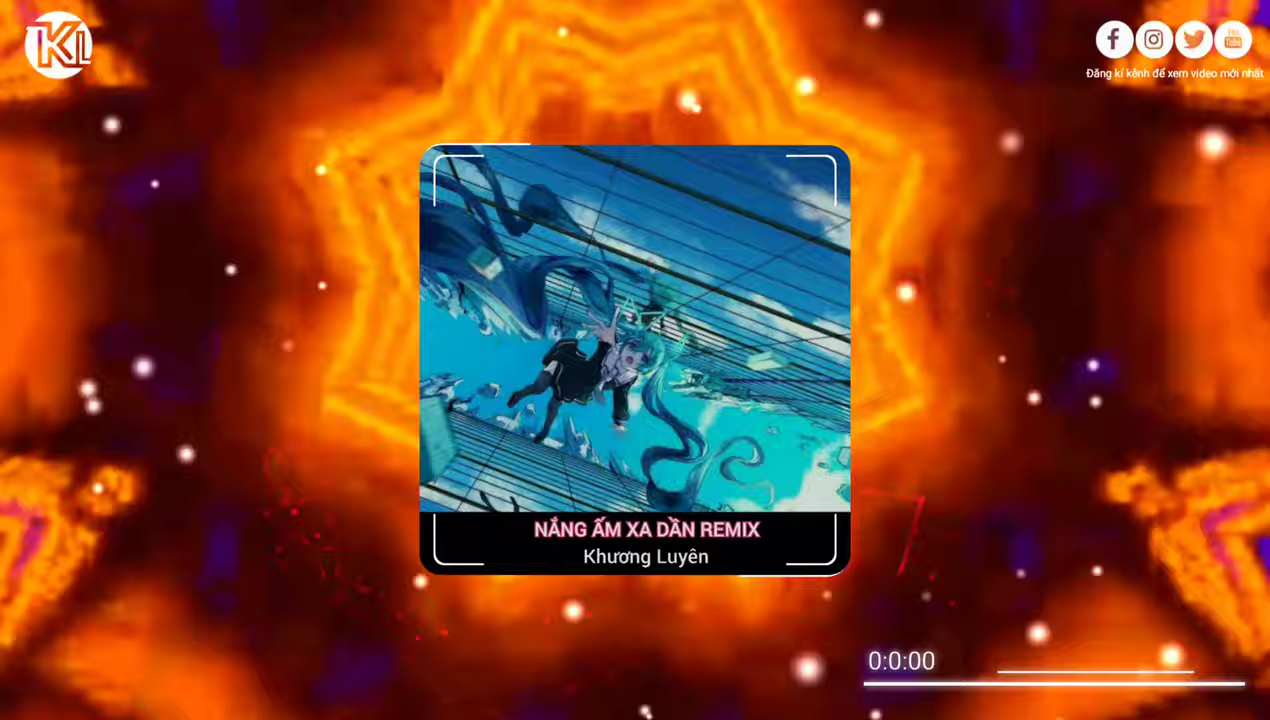 KL
Đăng kí kênh để xem video mới nhất
NẮNG ẤM XA DẦN REMIX
Khương Luyên
0:0:00